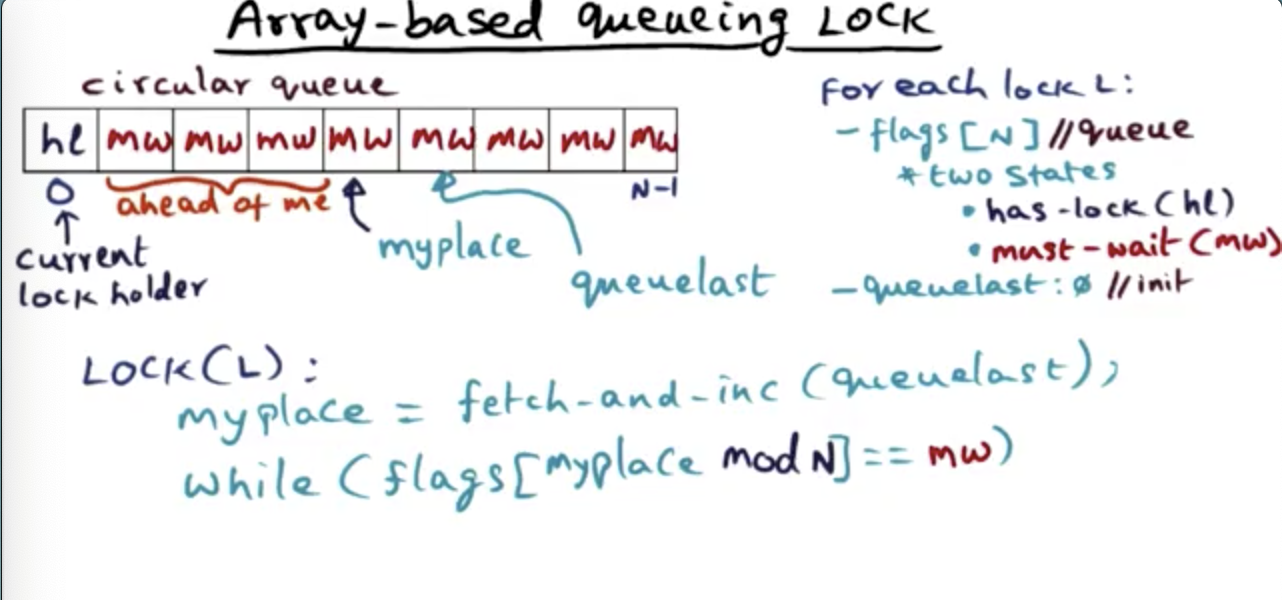 Array-based queueing LOCK
circular queue
hl mw mw mw mw mw mw mw mw
0 ahead of me N-1
current
lock holder
myplace
queuelast
For each lock L:
- flags [N] //queue
* two states
• has-lock (hl)
• must-wait (mw)
- queuelast: ø //init
LOCK(L):
myplace = fetch-and-inc (queuelast);
while (flags[myplace mod N] == mw)